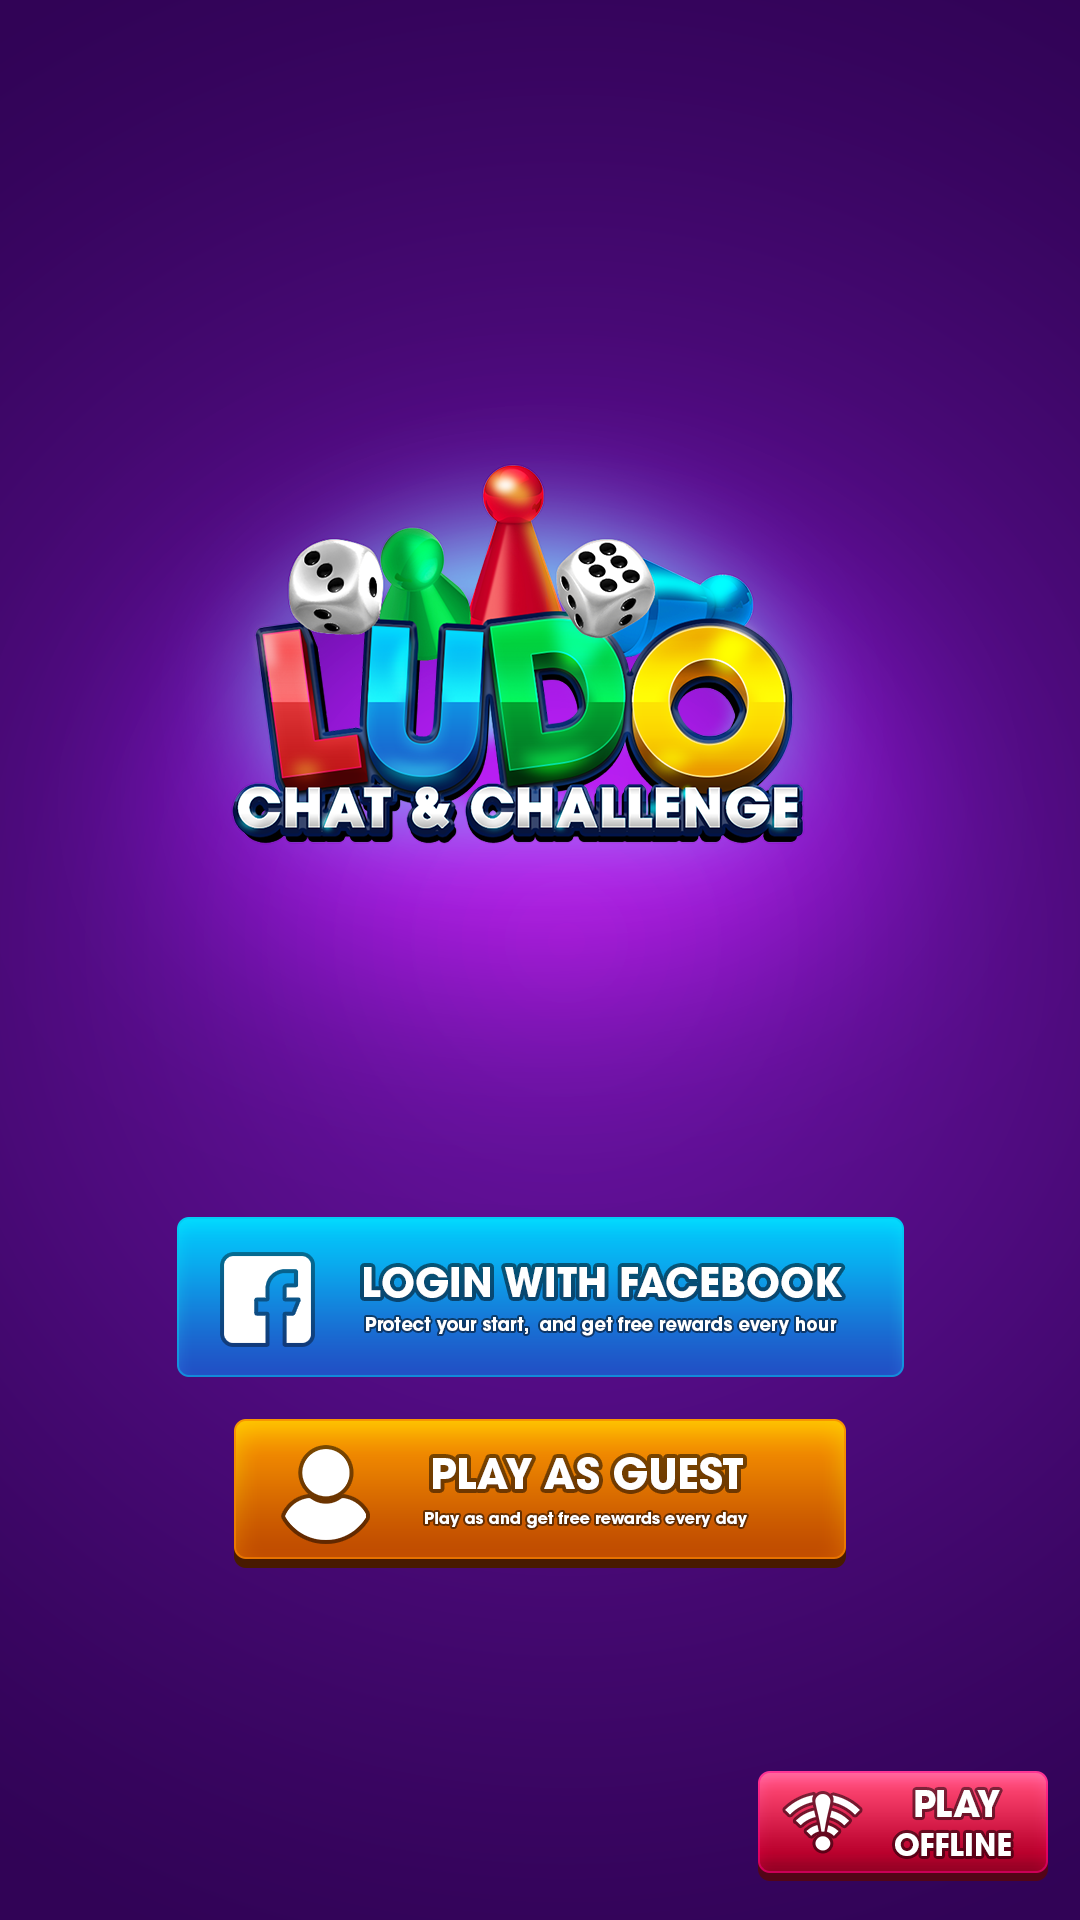 LUDO
CHAT & CHALLENGE
LOGIN WITH FACEBOOK
Protect your start, and get free rewards every hour
PLAY AS GUEST
Play as and get free rewards every day
PLAY
OFFLINE